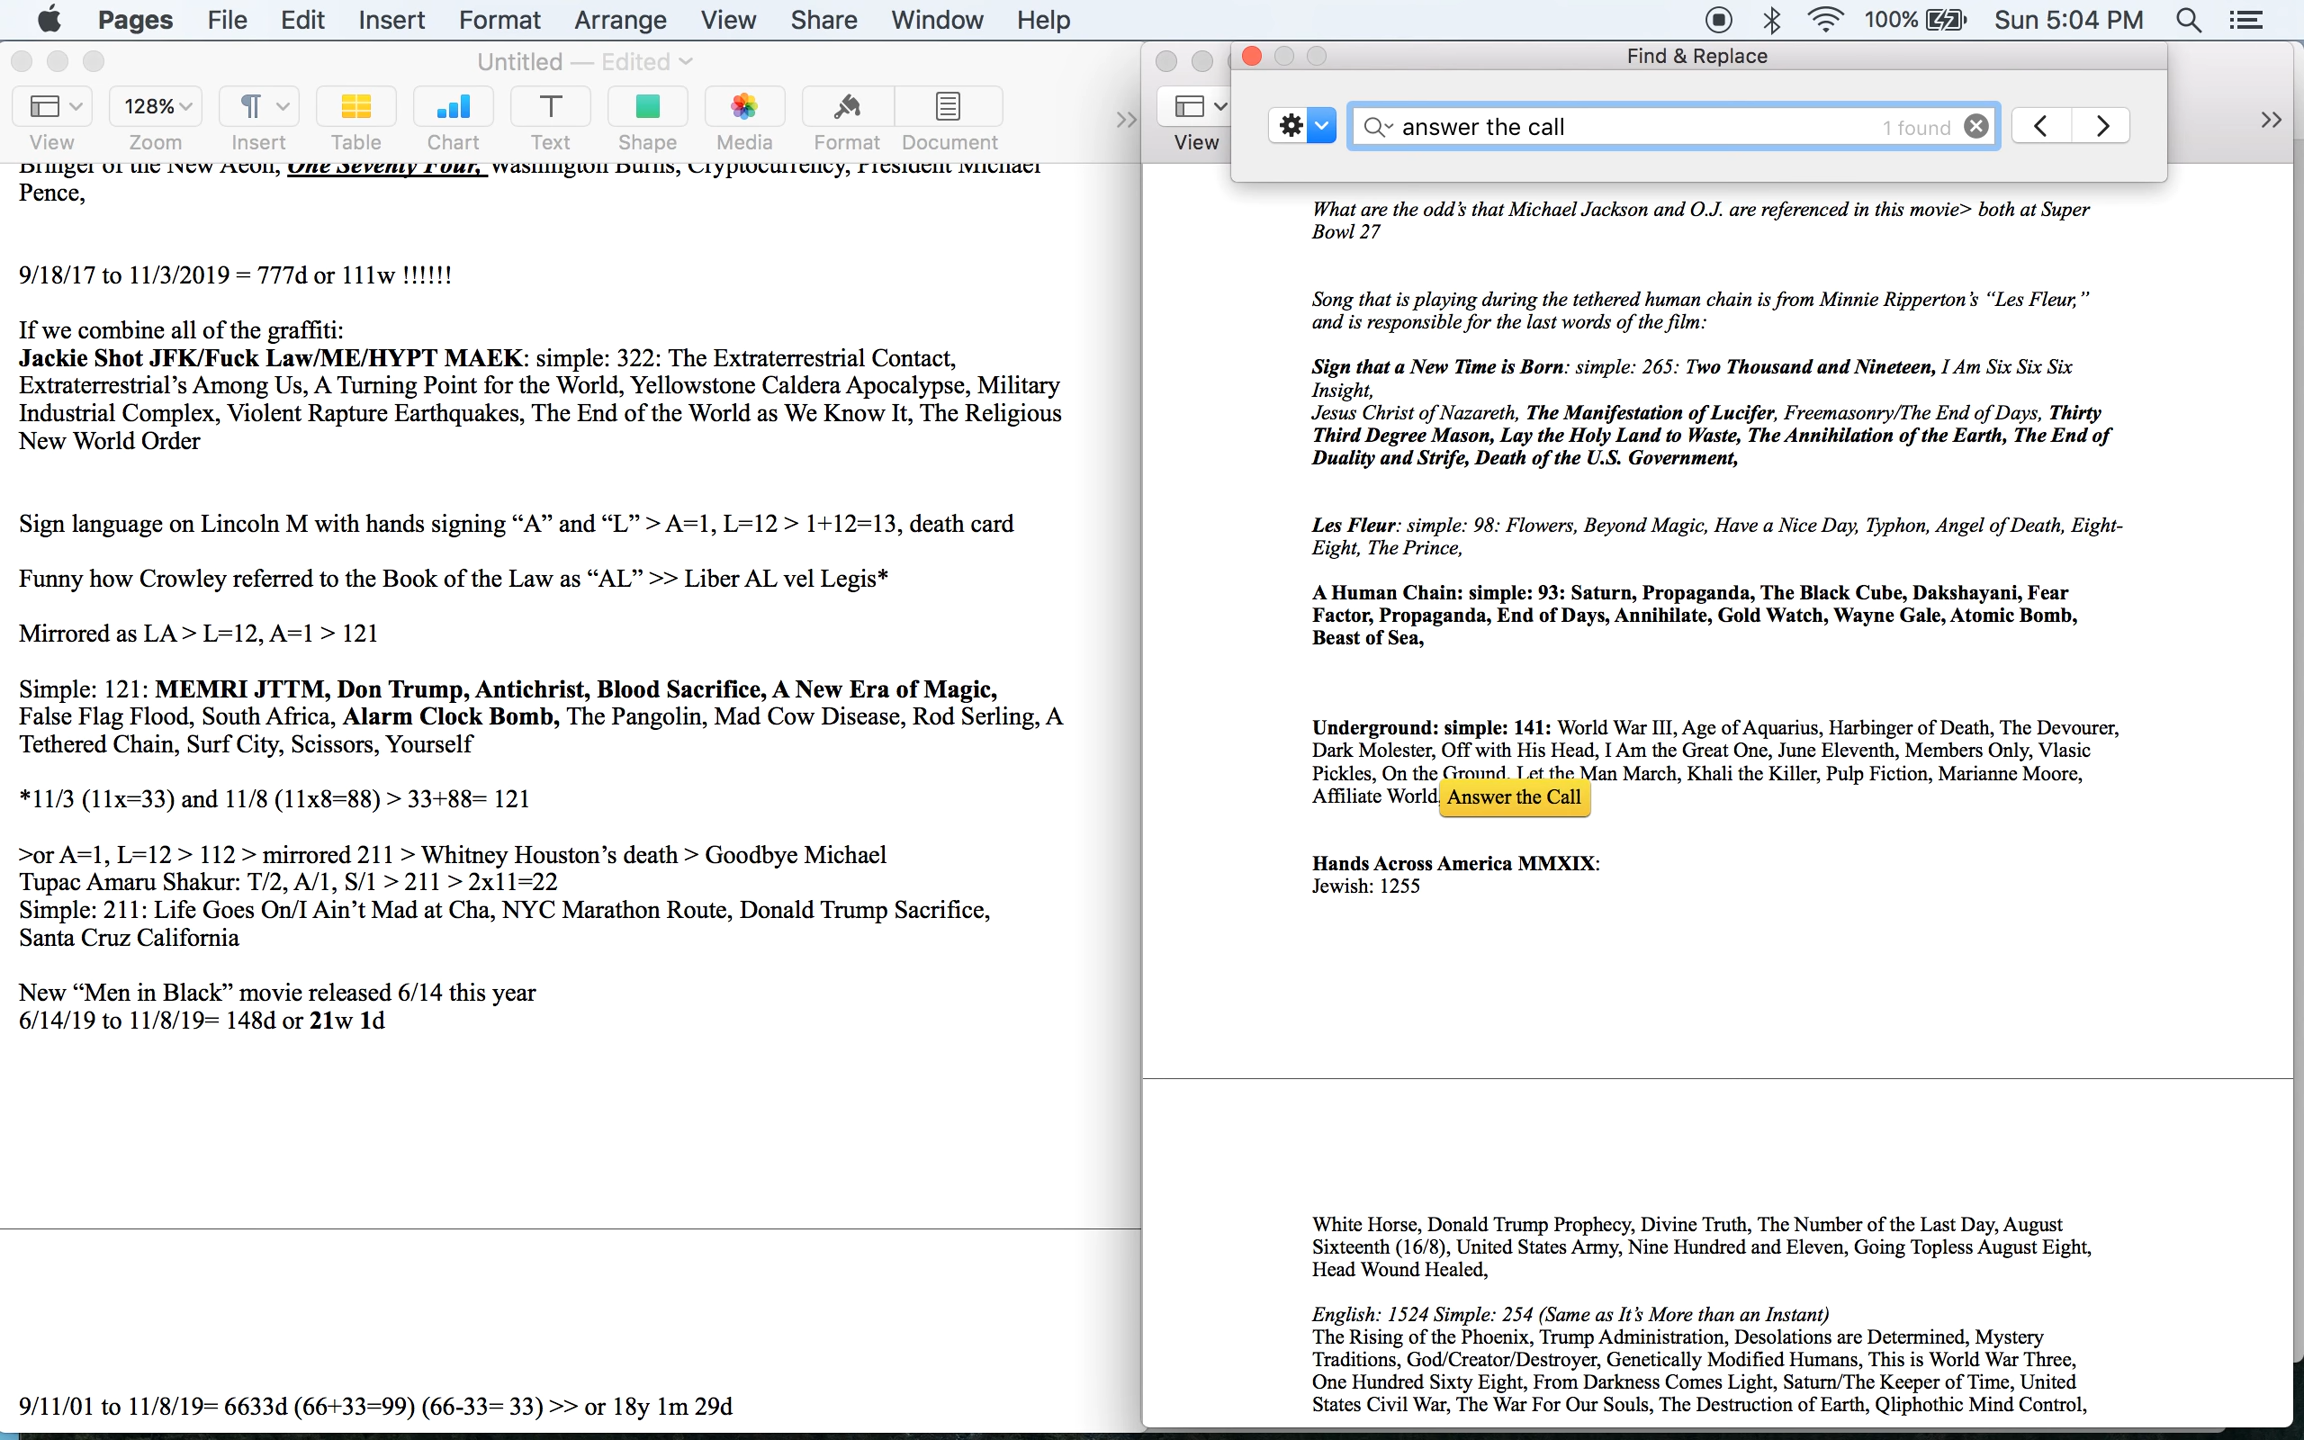 Pages File Edit Insert Format Arrange View Share Window Help 100% Sun 5:04 PM
Untitled — Edited
128%
View Zoom Insert Table Chart Text Shape Media Format Document
Bringer of the New Aeon, One Seventy Four, Washington Burns, Cryptocurrency, President Michael
Pence,
9/18/17 to 11/3/2019 = 777d or 111w !!!!!!
If we combine all of the graffiti:
Jackie Shot JFK/Fuck Law/ME/HYPT MAEK: simple: 322: The Extraterrestrial Contact,
Extraterrestrial’s Among Us, A Turning Point for the World, Yellowstone Caldera Apocalypse, Military
Industrial Complex, Violent Rapture Earthquakes, The End of the World as We Know It, The Religious
New World Order
Sign language on Lincoln M with hands signing “A” and “L” > A=1, L=12 > 1+12=13, death card
Funny how Crowley referred to the Book of the Law as “AL” >> Liber AL vel Legis*
Mirrored as LA > L=12, A=1 > 121
Simple: 121: MEMRI JTTM, Don Trump, Antichrist, Blood Sacrifice, A New Era of Magic,
False Flag Flood, South Africa, Alarm Clock Bomb, The Pangolin, Mad Cow Disease, Rod Serling, A
Tethered Chain, Surf City, Scissors, Yourself
*11/3 (11x=33) and 11/8 (11x8=88) > 33+88= 121
>or A=1, L=12 > 112 > mirrored 211 > Whitney Houston’s death > Goodbye Michael
Tupac Amaru Shakur: T/2, A/1, S/1 > 211 > 2x11=22
Simple: 211: Life Goes On/I Ain’t Mad at Cha, NYC Marathon Route, Donald Trump Sacrifice,
Santa Cruz California
New “Men in Black” movie released 6/14 this year
6/14/19 to 11/8/19= 148d or 21w 1d
9/11/01 to 11/8/19= 6633d (66+33=99) (66-33= 33) >> or 18y 1m 29d
Find & Replace
answer the call 1 found
View
What are the odd’s that Michael Jackson and O.J. are referenced in this movie> both at Super
Bowl 27
Song that is playing during the tethered human chain is from Minnie Ripperton’s “Les Fleur,”
and is responsible for the last words of the film:
Sign that a New Time is Born: simple: 265: Two Thousand and Nineteen, I Am Six Six Six
Insight,
Jesus Christ of Nazareth, The Manifestation of Lucifer, Freemasonry/The End of Days, Thirty
Third Degree Mason, Lay the Holy Land to Waste, The Annihilation of the Earth, The End of
Duality and Strife, Death of the U.S. Government,
Les Fleur: simple: 98: Flowers, Beyond Magic, Have a Nice Day, Typhon, Angel of Death, Eight-
Eight, The Prince,
A Human Chain: simple: 93: Saturn, Propaganda, The Black Cube, Dakshayani, Fear
Factor, Propaganda, End of Days, Annihilate, Gold Watch, Wayne Gale, Atomic Bomb,
Beast of Sea,
Underground: simple: 141: World War III, Age of Aquarius, Harbinger of Death, The Devourer,
Dark Molester, Off with His Head, I Am the Great One, June Eleventh, Members Only, Vlasic
Pickles, On the Ground, Let the Man March, Khali the Killer, Pulp Fiction, Marianne Moore,
Affiliate World, Answer the Call
Hands Across America MMXIX:
Jewish: 1255
White Horse, Donald Trump Prophecy, Divine Truth, The Number of the Last Day, August
Sixteenth (16/8), United States Army, Nine Hundred and Eleven, Going Topless August Eight,
Head Wound Healed,
English: 1524 Simple: 254 (Same as It’s More than an Instant)
The Rising of the Phoenix, Trump Administration, Desolations are Determined, Mystery
Traditions, God/Creator/Destroyer, Genetically Modified Humans, This is World War Three,
One Hundred Sixty Eight, From Darkness Comes Light, Saturn/The Keeper of Time, United
States Civil War, The War For Our Souls, The Destruction of Earth, Qliphothic Mind Control,